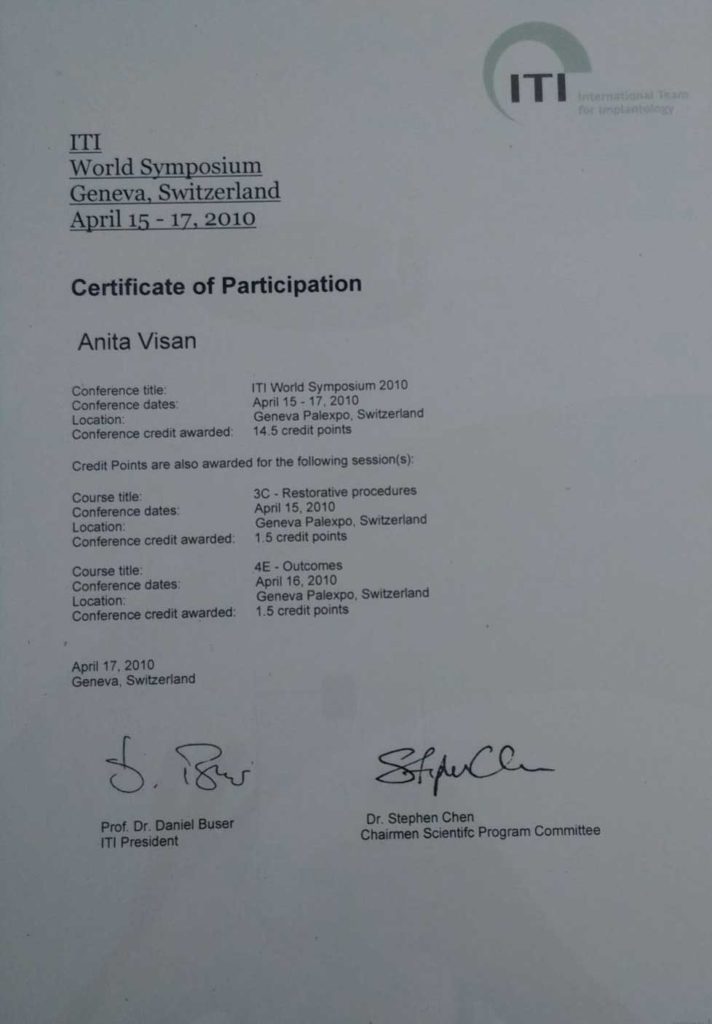 ITI International Team
for Implantology
ITI
World Symposium
Geneva, Switzerland
April 15 - 17, 2010
Certificate of Participation
Anita Visan
Conference title: ITI World Symposium 2010
Conference dates: April 15 - 17, 2010
Location: Geneva Palexpo, Switzerland
Conference credit awarded: 14.5 credit points
Credit Points are also awarded for the following session(s):
Course title: 3C - Restorative procedures
Conference dates: April 15, 2010
Location: Geneva Palexpo, Switzerland
Conference credit awarded: 1.5 credit points
Course title: 4E - Outcomes
Conference dates: April 16, 2010
Location: Geneva Palexpo, Switzerland
Conference credit awarded: 1.5 credit points
April 17, 2010
Geneva, Switzerland
D. Buser Stephen Chen
Prof. Dr. Daniel Buser Dr. Stephen Chen
ITI President Chairmen Scientifc Program Committee